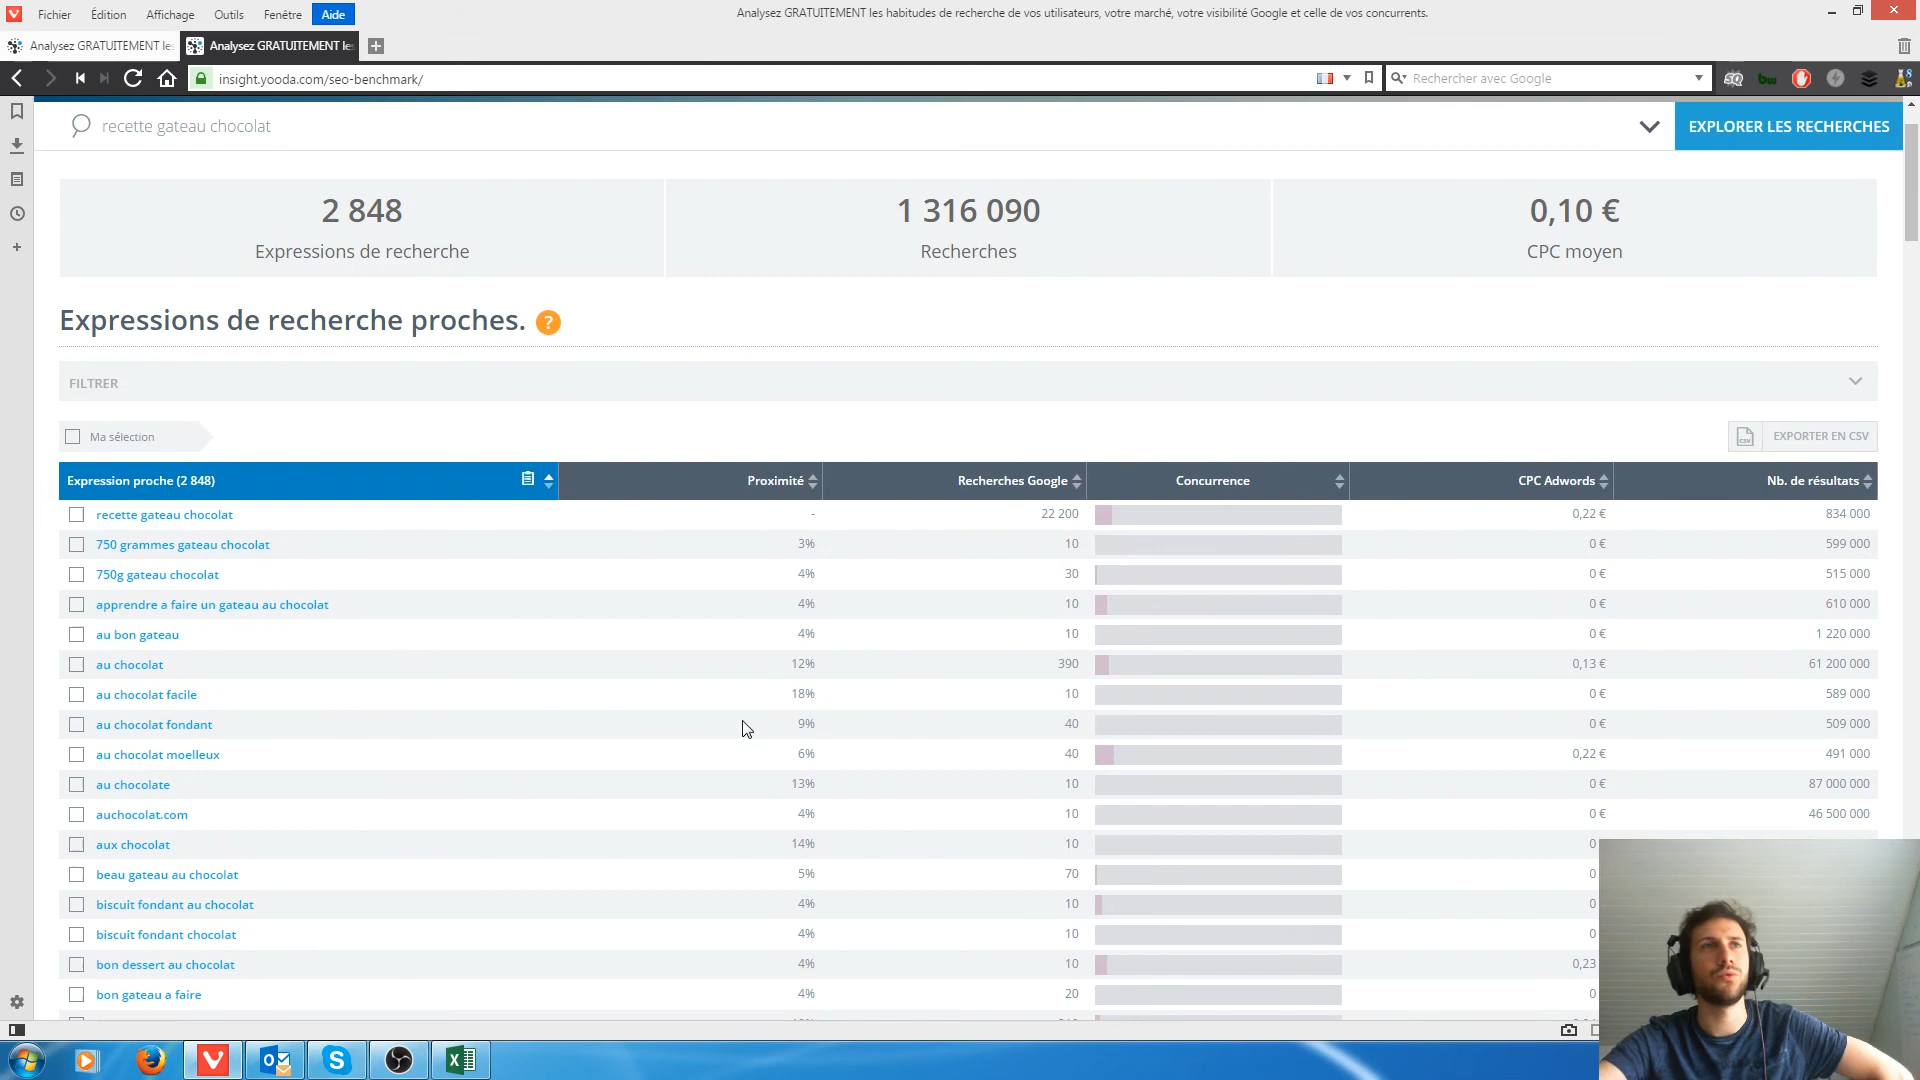 Fichier Édition Affichage Outils Fenêtre Aide
Analysez GRATUITEMENT les habitudes de recherche de vos utilisateurs, votre marché, votre visibilité Google et celle de vos concurrents.
Analysez GRATUITEMENT les
Analysez GRATUITEMENT les
insight.yooda.com/seo-benchmark/
Rechercher avec Google
recette gateau chocolat
EXPLORER LES RECHERCHES
2 848
Expressions de recherche
1 316 090
Recherches
0,10 €
CPC moyen
Expressions de recherche proches. ?
FILTRER
Ma sélection
CSV EXPORTER EN CSV
Expression proche (2 848) Proximité Recherches Google Concurrence CPC Adwords Nb. de résultats
recette gateau chocolat - 22 200 0,22 € 834 000
750 grammes gateau chocolat 3% 10 0 € 599 000
750g gateau chocolat 4% 30 0 € 515 000
apprendre a faire un gateau au chocolat 4% 10 0 € 610 000
au bon gateau 4% 10 0 € 1 220 000
au chocolat 12% 390 0,13 € 61 200 000
au chocolat facile 18% 10 0 € 589 000
au chocolat fondant 9% 40 0 € 509 000
au chocolat moelleux 6% 40 0,22 € 491 000
au chocolate 13% 10 0 € 87 000 000
auchocolat.com 4% 10 0 € 46 500 000
aux chocolat 14% 10 0
beau gateau au chocolat 5% 70 0
biscuit fondant au chocolat 4% 10 0
biscuit fondant chocolat 4% 10 0
bon dessert au chocolat 4% 10 0,23
bon gateau a faire 4% 20 0